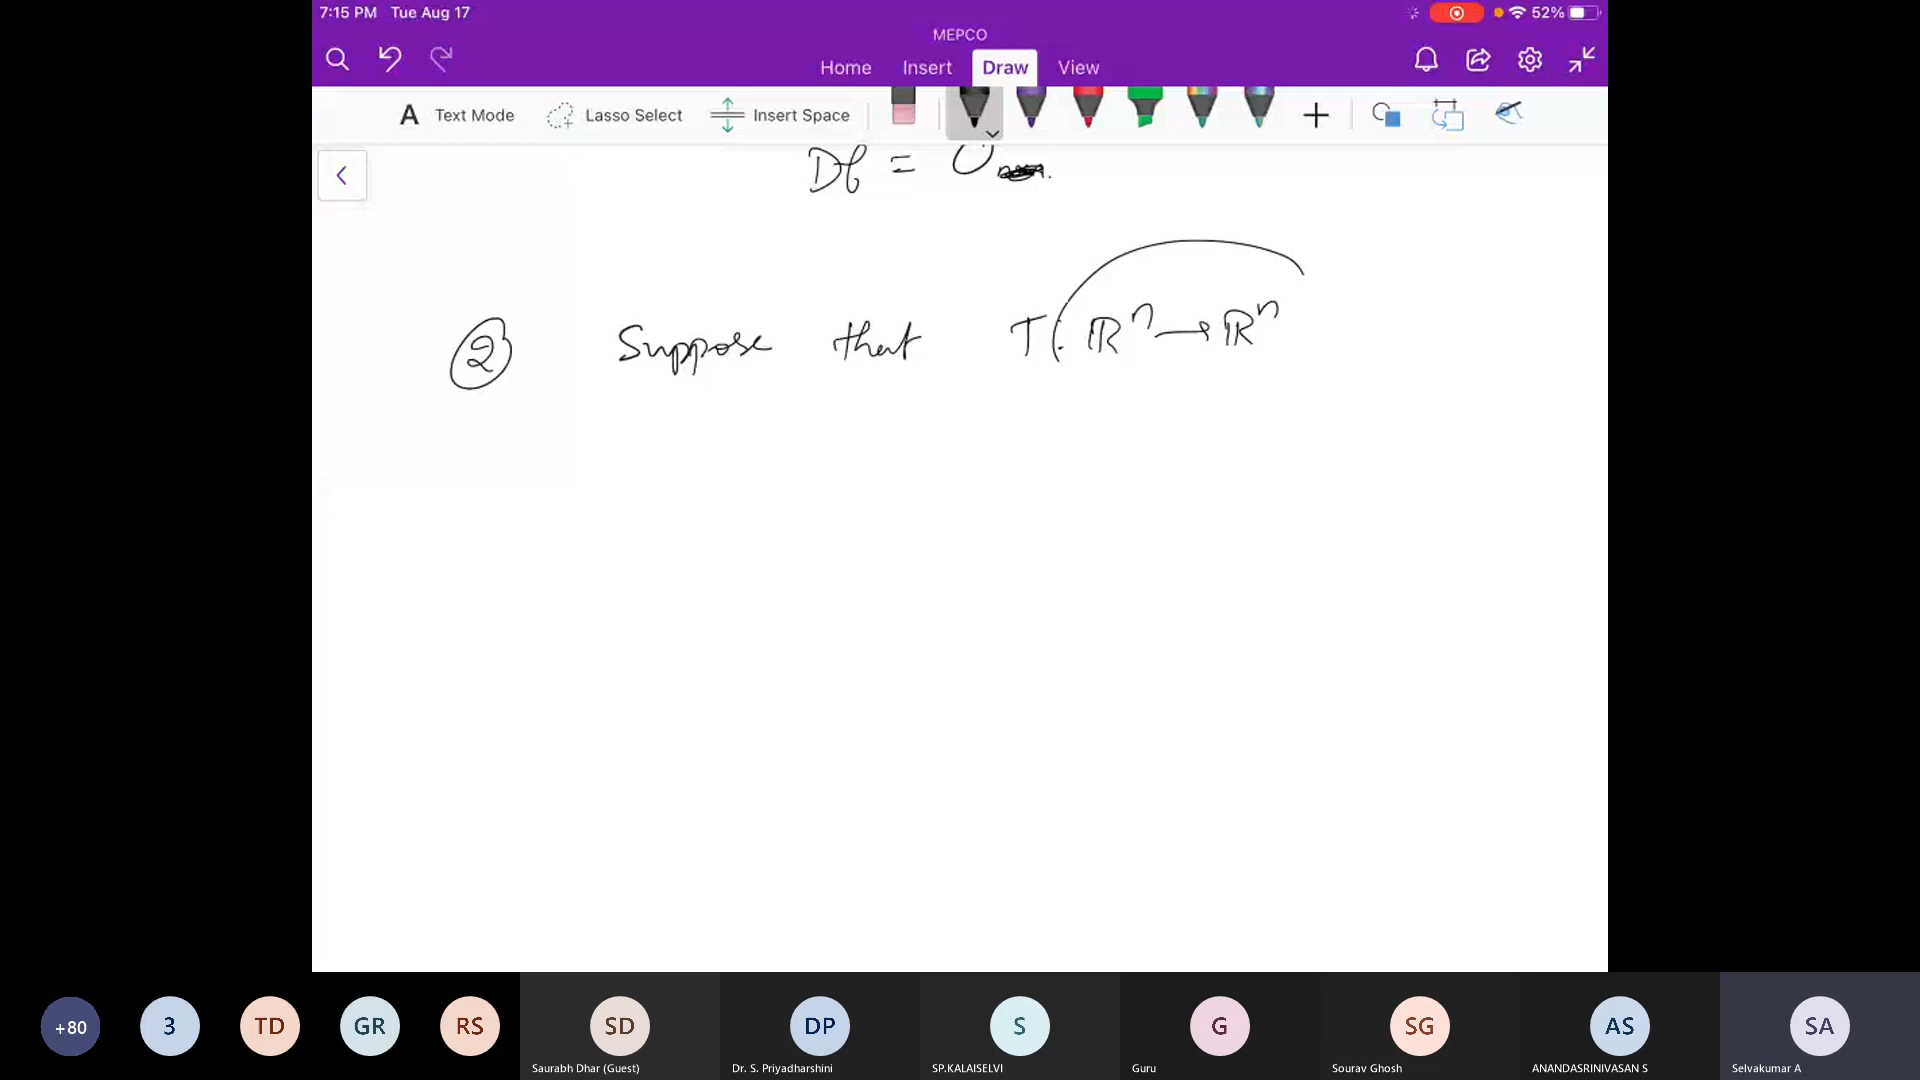 7:15 PM Tue Aug 17
52%
MEPCO
Home Insert Draw View
A Text Mode Lasso Select Insert Space
Df = 0
② Suppose that T: ℝⁿ → ℝⁿ
+80 3 TD GR RS SD DP S G SG AS SA
Saurabh Dhar (Guest) Dr. S. Priyadharshini SP.KALAISELVI Guru Sourav Ghosh ANANDASRINIVASAN S Selvakumar A